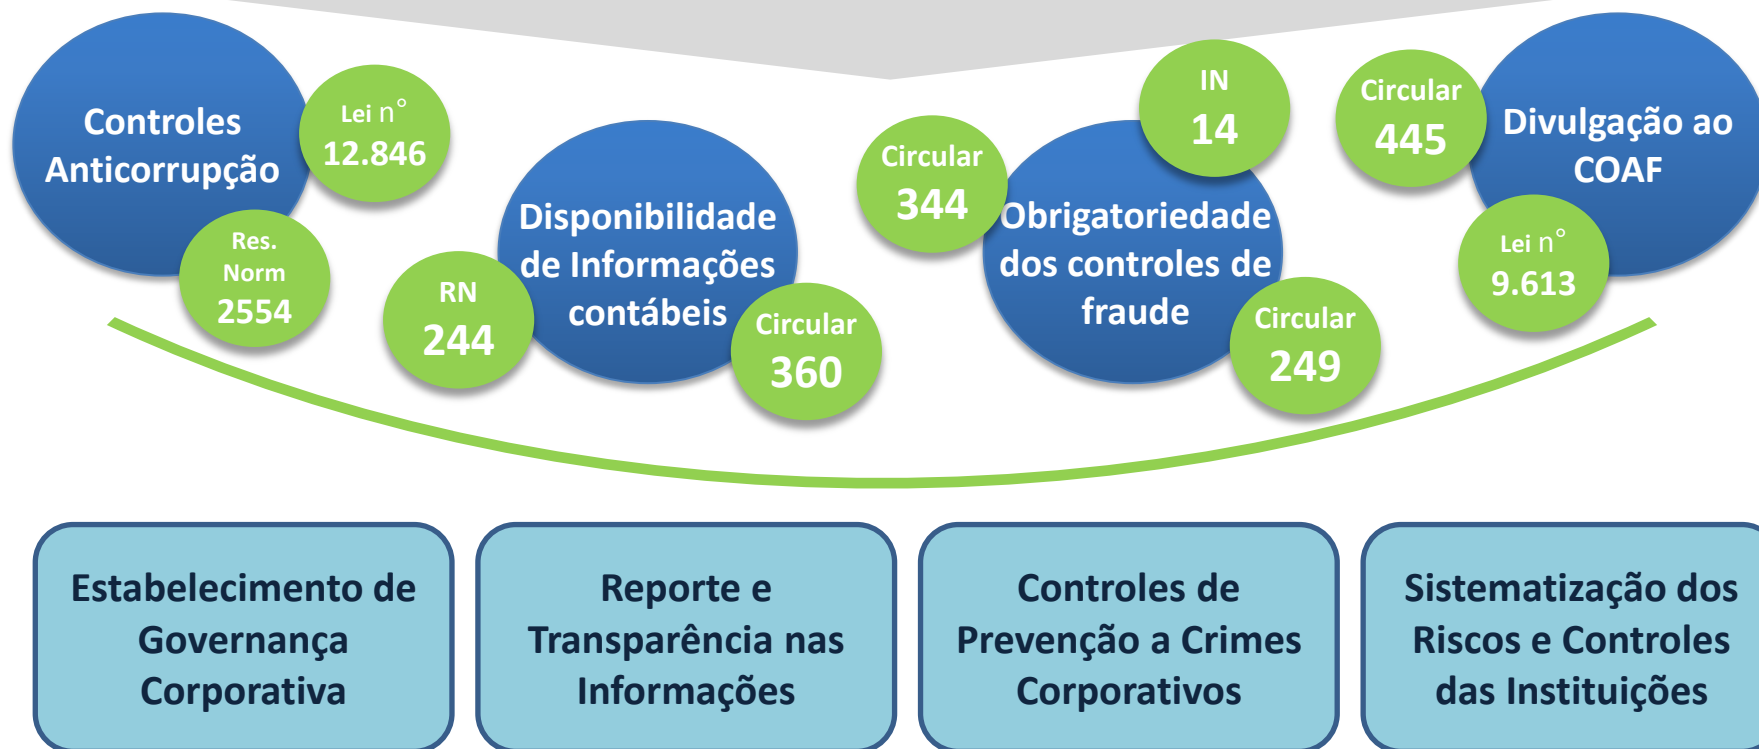 Controles
Anticorrupção
Lei n°
12.846
Res.
Norm
2554
Disponibilidade
de Informações
contábeis
RN
244
Circular
360
Obrigatoriedade
dos controles de
fraude
Circular
344
IN
14
Circular
249
Divulgação ao
COAF
Circular
445
Lei n°
9.613
Estabelecimento de
Governança
Corporativa
Reporte e
Transparência nas
Informações
Controles de
Prevenção a Crimes
Corporativos
Sistematização dos
Riscos e Controles
das Instituições